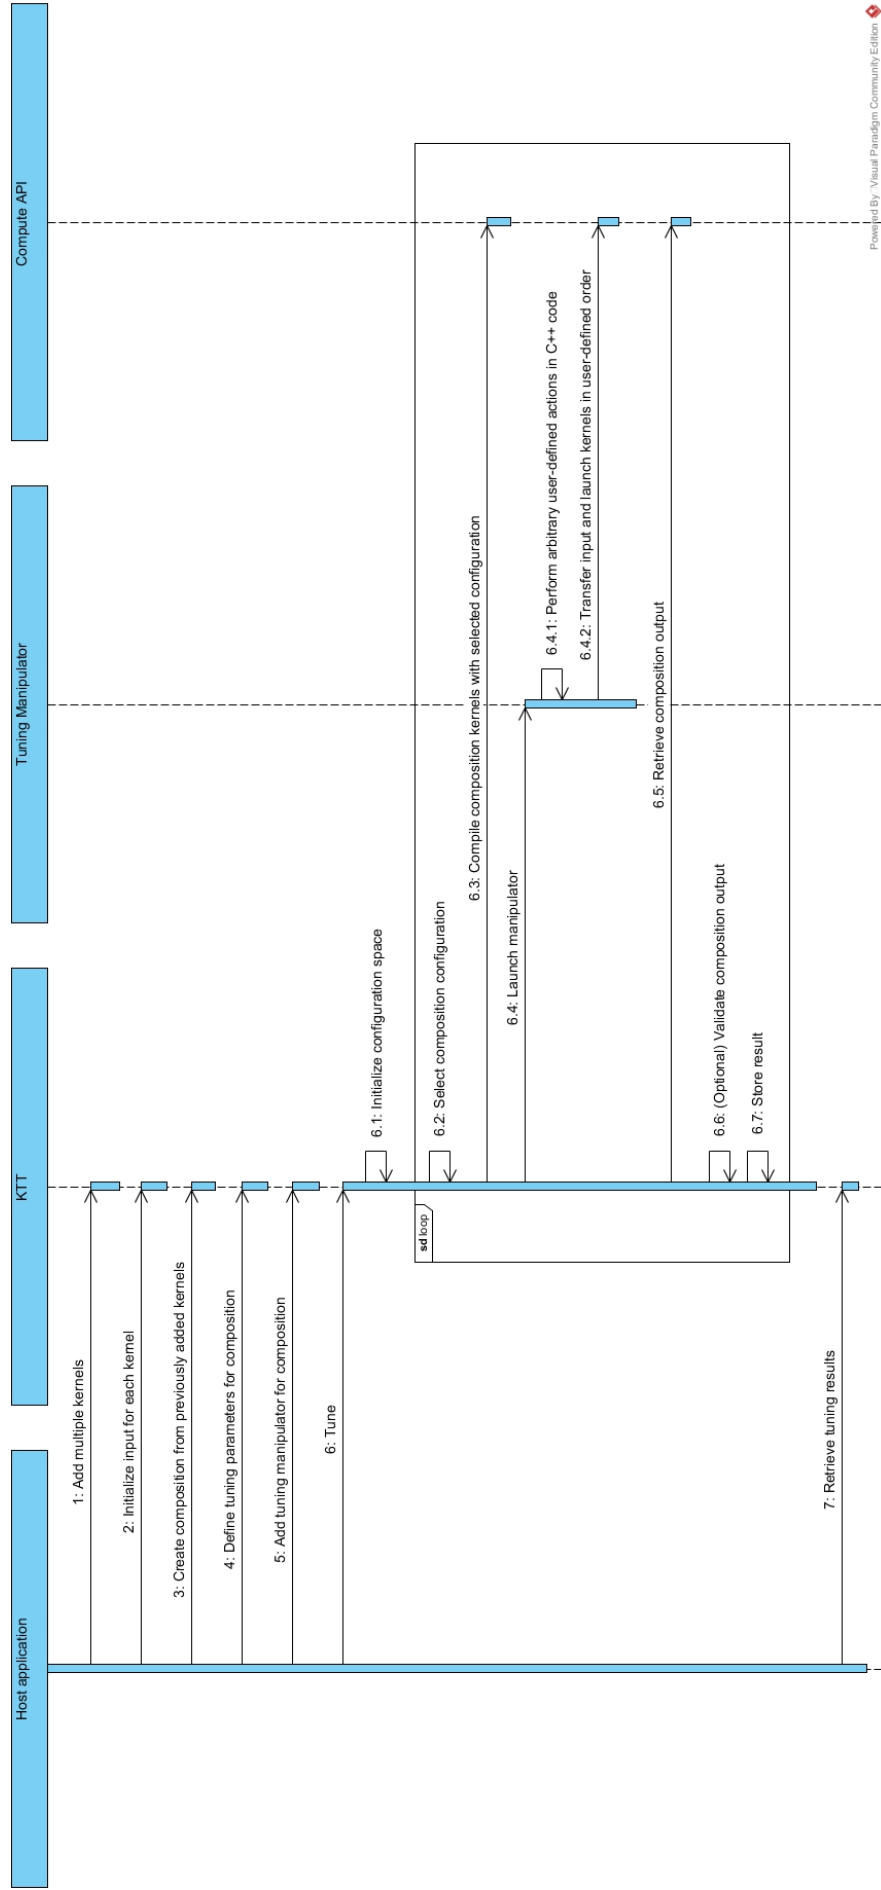 Host application
KTT
Tuning Manipulator
Compute API
1: Add multiple kernels
2: Initialize input for each kernel
3: Create composition from previously added kernels
4: Define tuning parameters for composition
5: Add tuning manipulator for composition
6: Tune
6.1: Initialize configuration space
sd loop
6.2: Select composition configuration
6.3: Compile composition kernels with selected configuration
6.4: Launch manipulator
6.4.1: Perform arbitrary user-defined actions in C++ code
6.4.2: Transfer input and launch kernels in user-defined order
6.5: Retrieve composition output
6.6: (Optional) Validate composition output
6.7: Store result
7: Retrieve tuning results
Powered By Visual Paradigm Community Edition